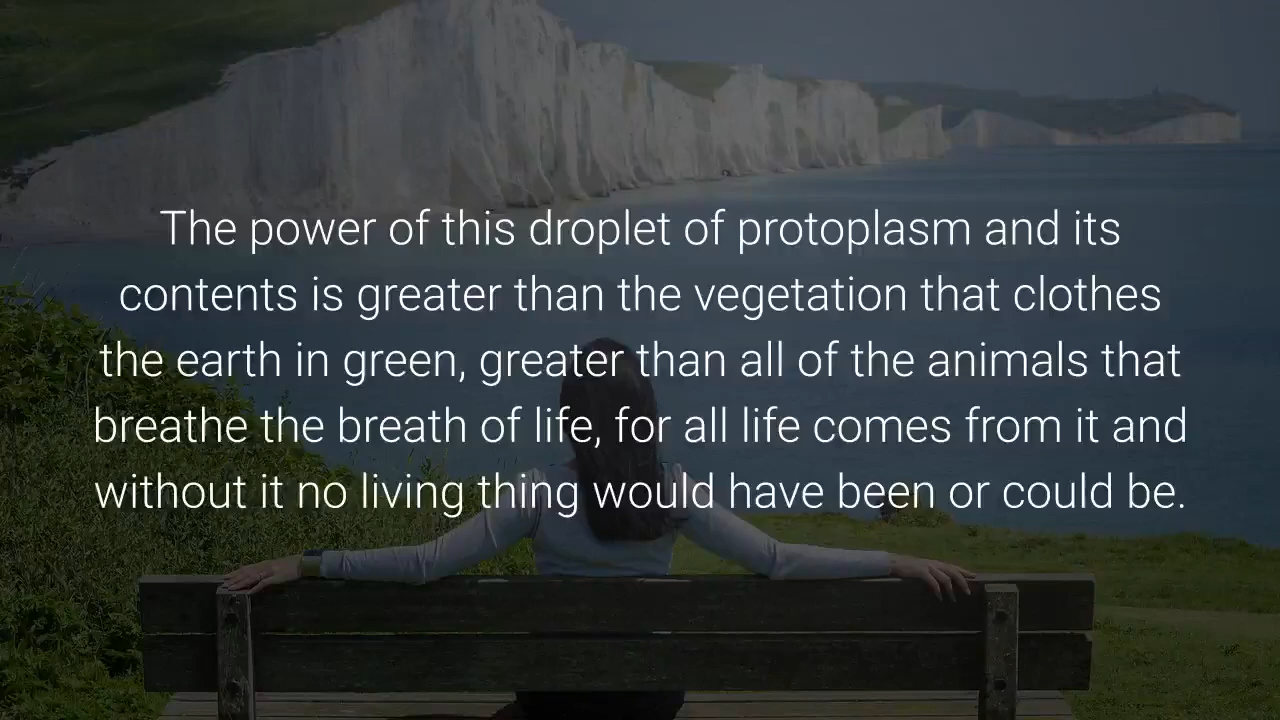 The power of this droplet of protoplasm and its
contents is greater than the vegetation that clothes
the earth in green, greater than all of the animals that
breathe the breath of life, for all life comes from it and
without it no living thing would have been or could be.